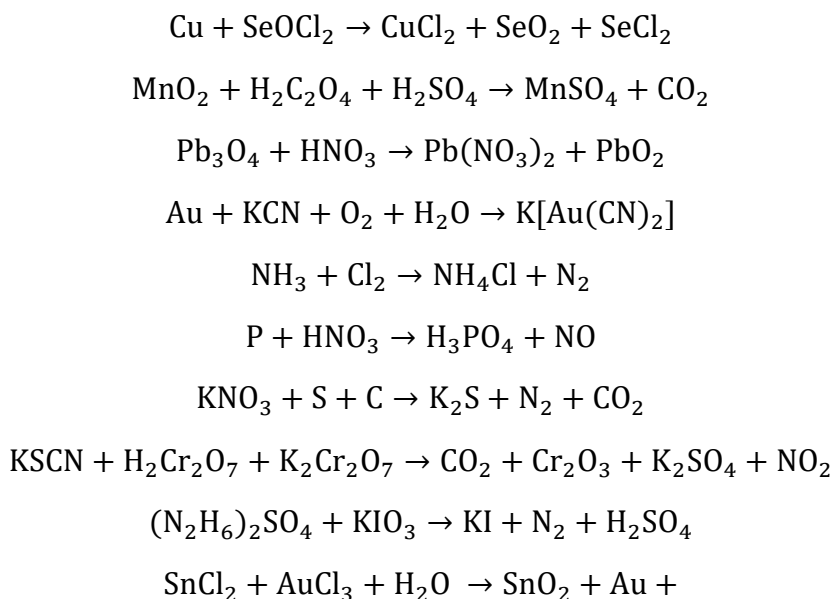 Cu + SeOCl₂ → CuCl₂ + SeO₂ + SeCl₂
MnO₂ + H₂C₂O₄ + H₂SO₄ → MnSO₄ + CO₂
Pb₃O₄ + HNO₃ → Pb(NO₃)₂ + PbO₂
Au + KCN + O₂ + H₂O → K[Au(CN)₂]
NH₃ + Cl₂ → NH₄Cl + N₂
P + HNO₃ → H₃PO₄ + NO
KNO₃ + S + C → K₂S + N₂ + CO₂
KSCN + H₂Cr₂O₇ + K₂Cr₂O₇ → CO₂ + Cr₂O₃ + K₂SO₄ + NO₂
(N₂H₆)₂SO₄ + KIO₃ → KI + N₂ + H₂SO₄
SnCl₂ + AuCl₃ + H₂O → SnO₂ + Au +